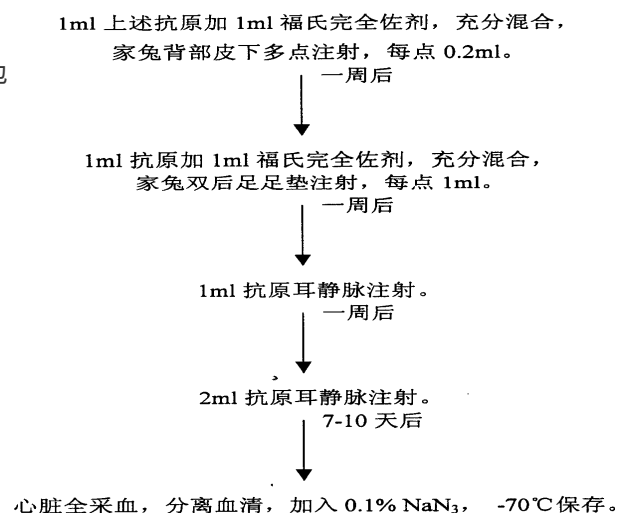 1ml 上述抗原加 1ml 福氏完全佐剂，充分混合，
家兔背部皮下多点注射，每点 0.2ml。
一周后
1ml 抗原加 1ml 福氏完全佐剂，充分混合，
家兔双后足足垫注射，每点 1ml。
一周后
1ml 抗原耳静脉注射。
一周后
2ml 抗原耳静脉注射。
7-10 天后
心脏全采血，分离血清，加入 0.1% NaN₃， -70℃保存。